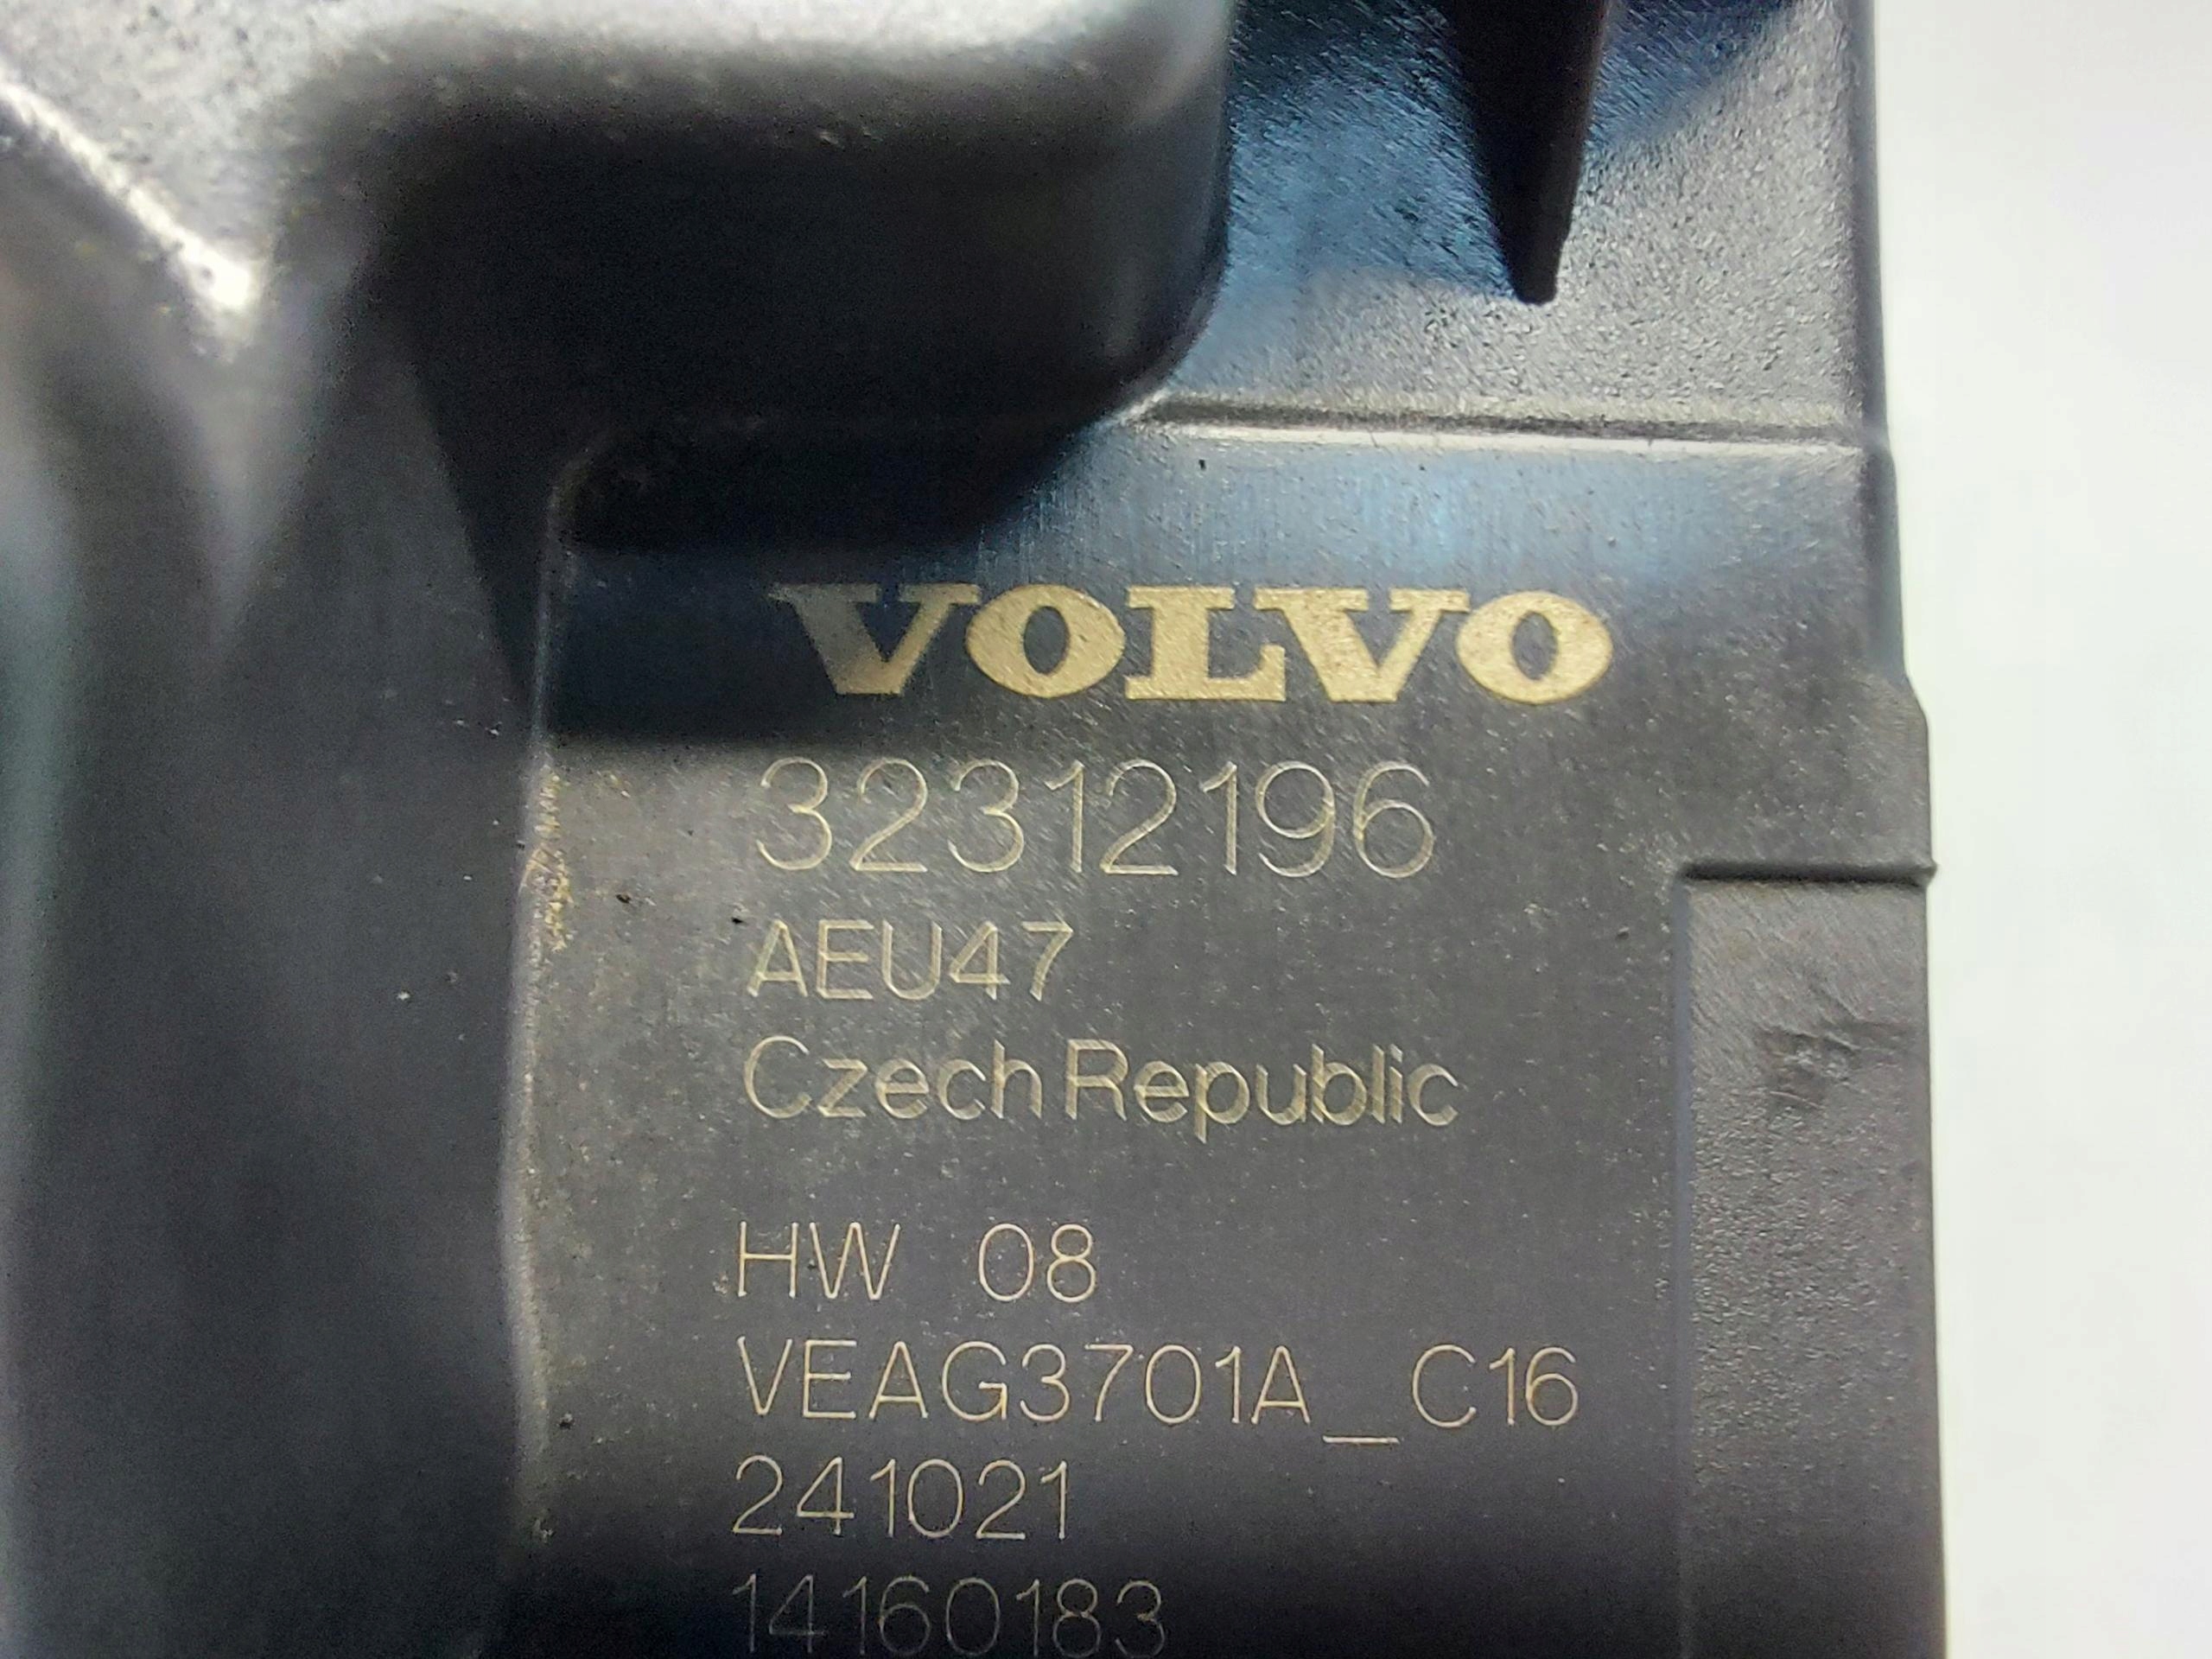 VOLVO
32312196
AEU47
Czech Republic
HW 08
VEAG3701A_C16
241021
14160183